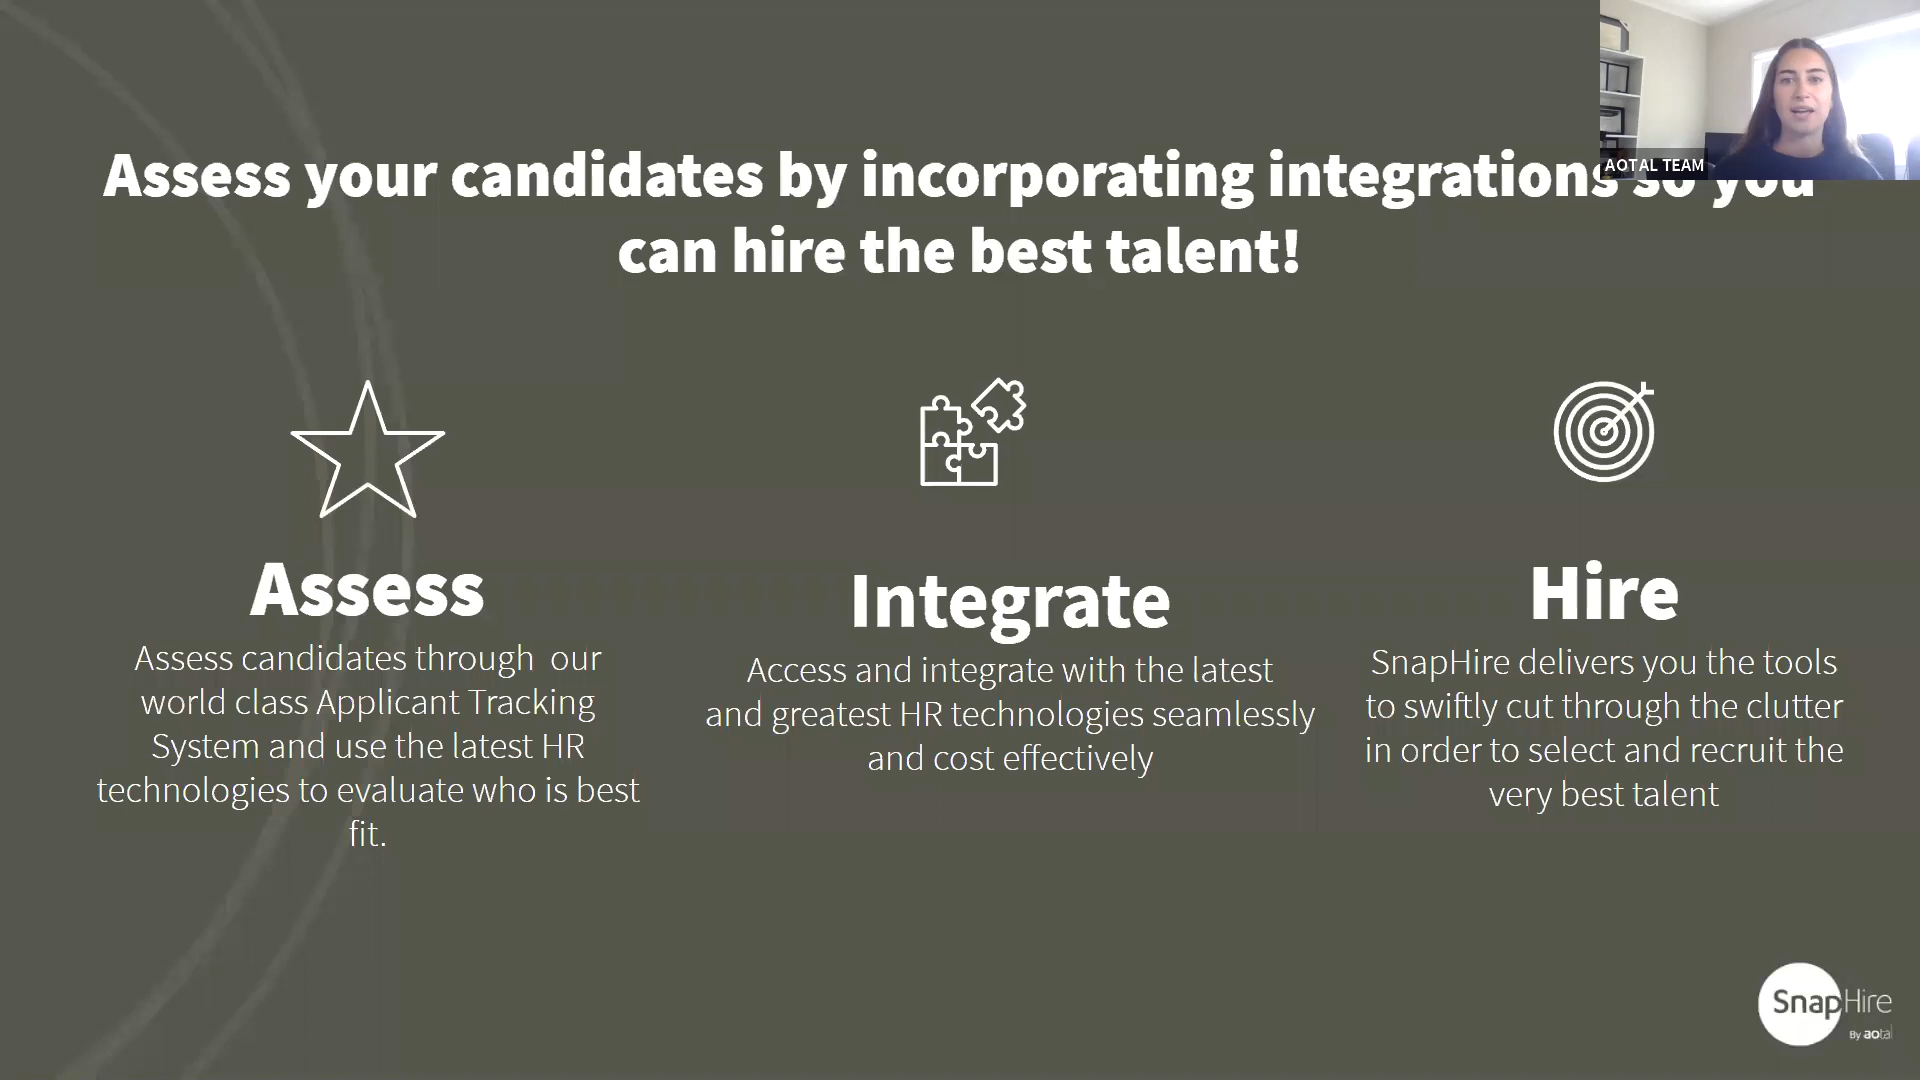 Assess your candidates by incorporating integrations so you
can hire the best talent!
AOTAL TEAM
Assess
Assess candidates through  our
world class Applicant Tracking
System and use the latest HR
technologies to evaluate who is best
fit.
Integrate
Access and integrate with the latest
and greatest HR technologies seamlessly
and cost effectively
Hire
SnapHire delivers you the tools
to swiftly cut through the clutter
in order to select and recruit the
very best talent
SnapHire
By aotal